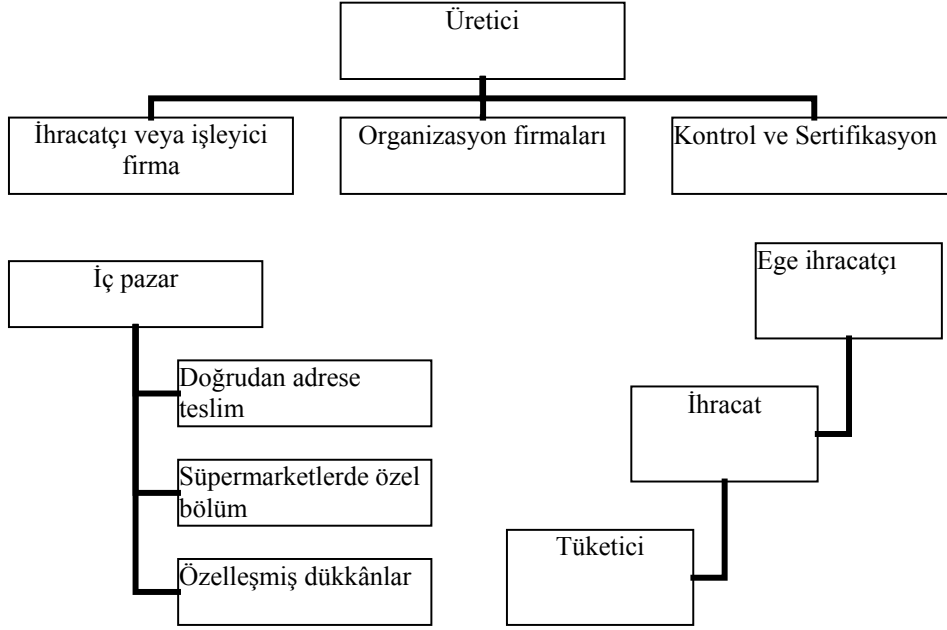 Üretici
İhracatçı veya işleyici
firma
Organizasyon firmaları
Kontrol ve Sertifikasyon
İç pazar
Doğrudan adrese
teslim
Süpermarketlerde özel
bölüm
Özelleşmiş dükkânlar
Ege ihracatçı
İhracat
Tüketici